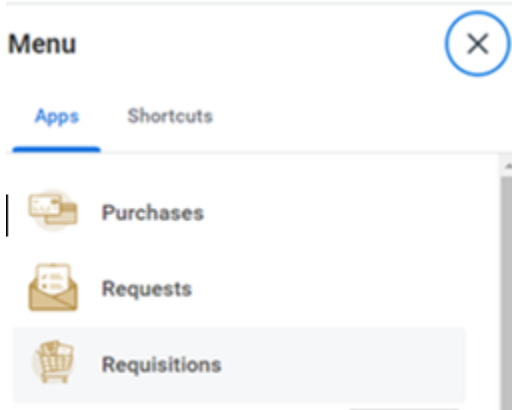 Menu
Apps Shortcuts
Purchases
Requests
Requisitions